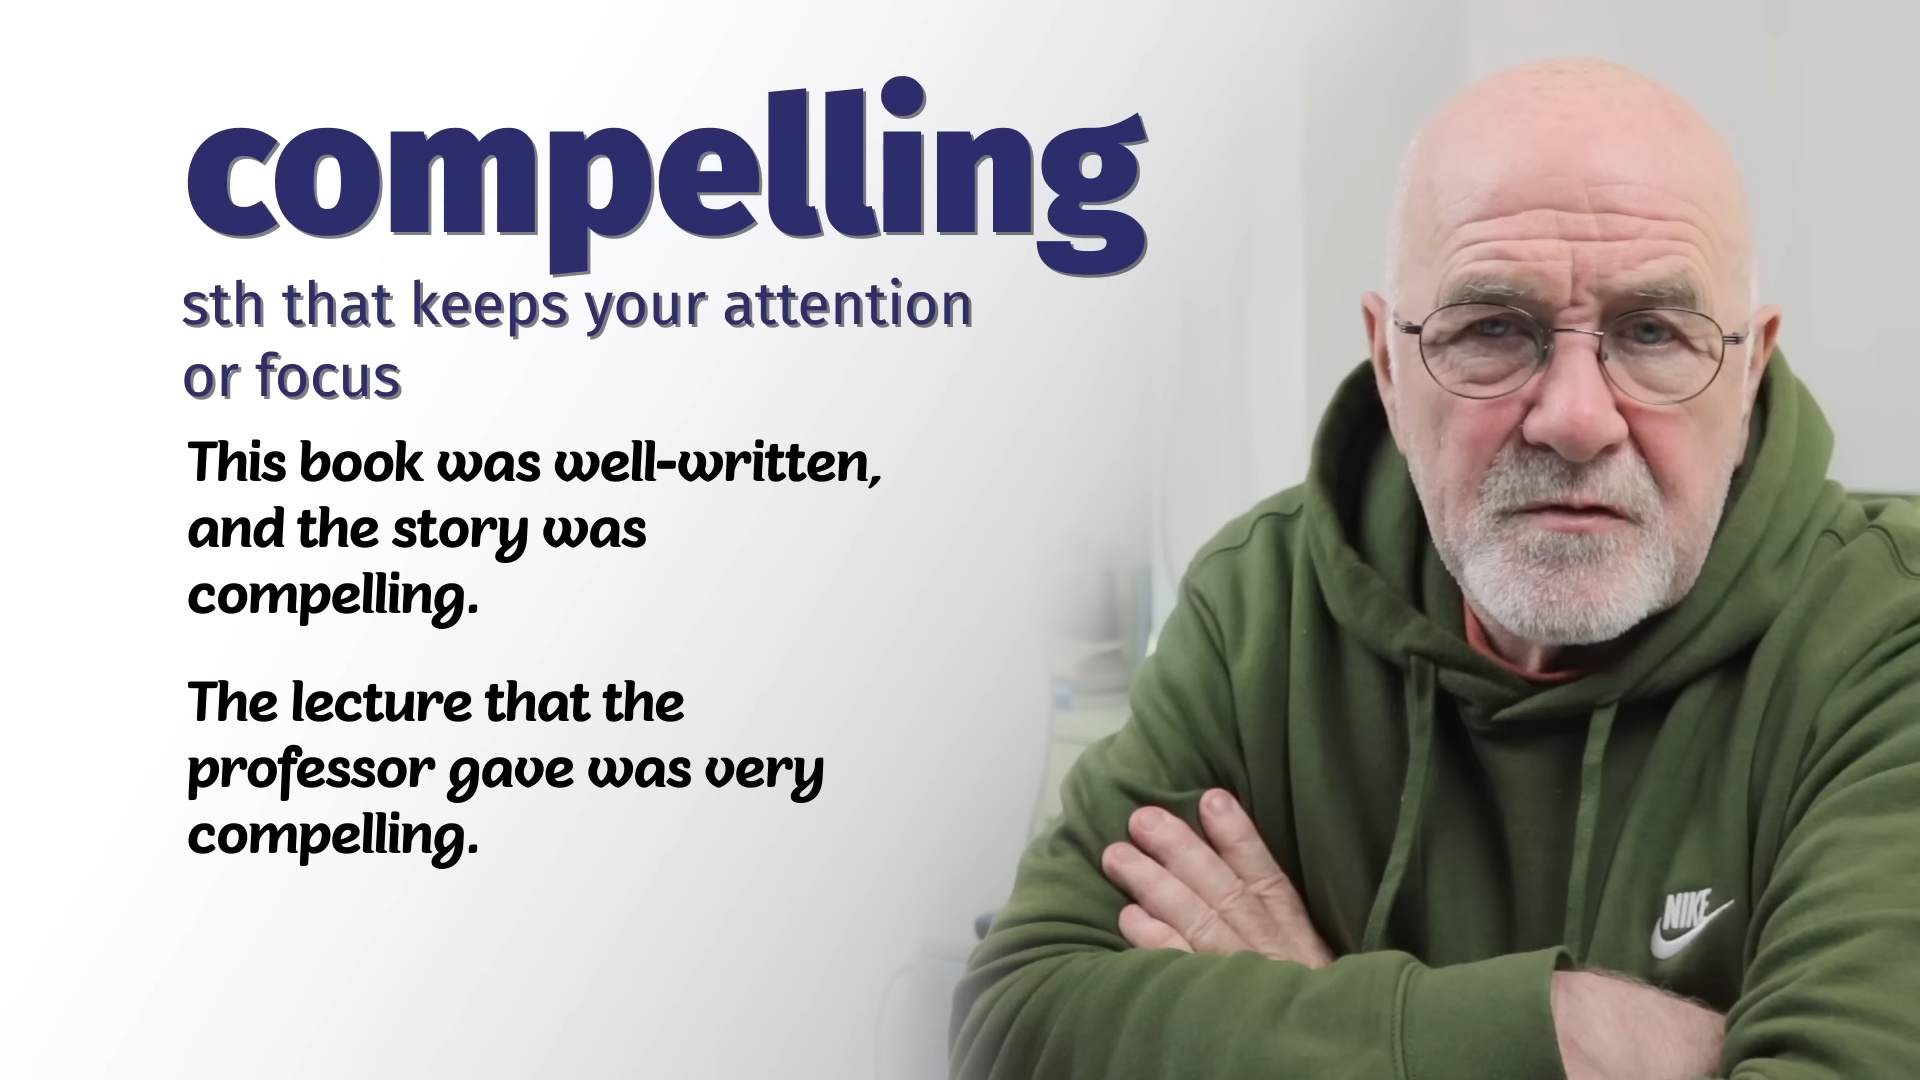 compelling
sth that keeps your attention
or focus
This book was well-written,
and the story was
compelling.
The lecture that the
professor gave was very
compelling.
NIKE